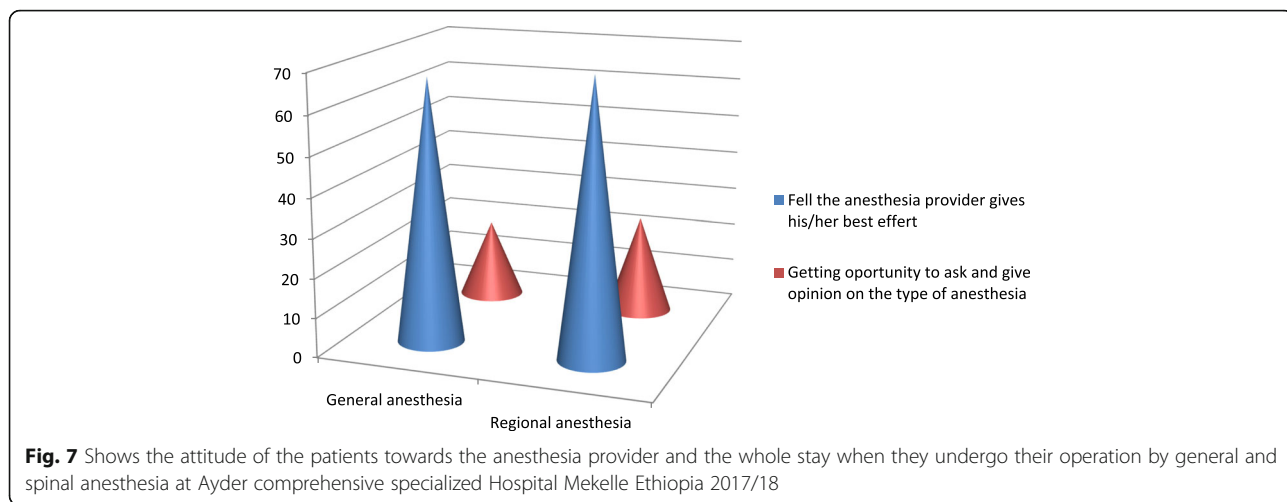 70
60
50
40
30
20
10
0
General anesthesia
Regional anesthesia
Fell the anesthesia provider gives
his/her best effert
Getting oportunity to ask and give
opinion on the type of anesthesia
Fig. 7 Shows the attitude of the patients towards the anesthesia provider and the whole stay when they undergo their operation by general and
spinal anesthesia at Ayder comprehensive specialized Hospital Mekelle Ethiopia 2017/18